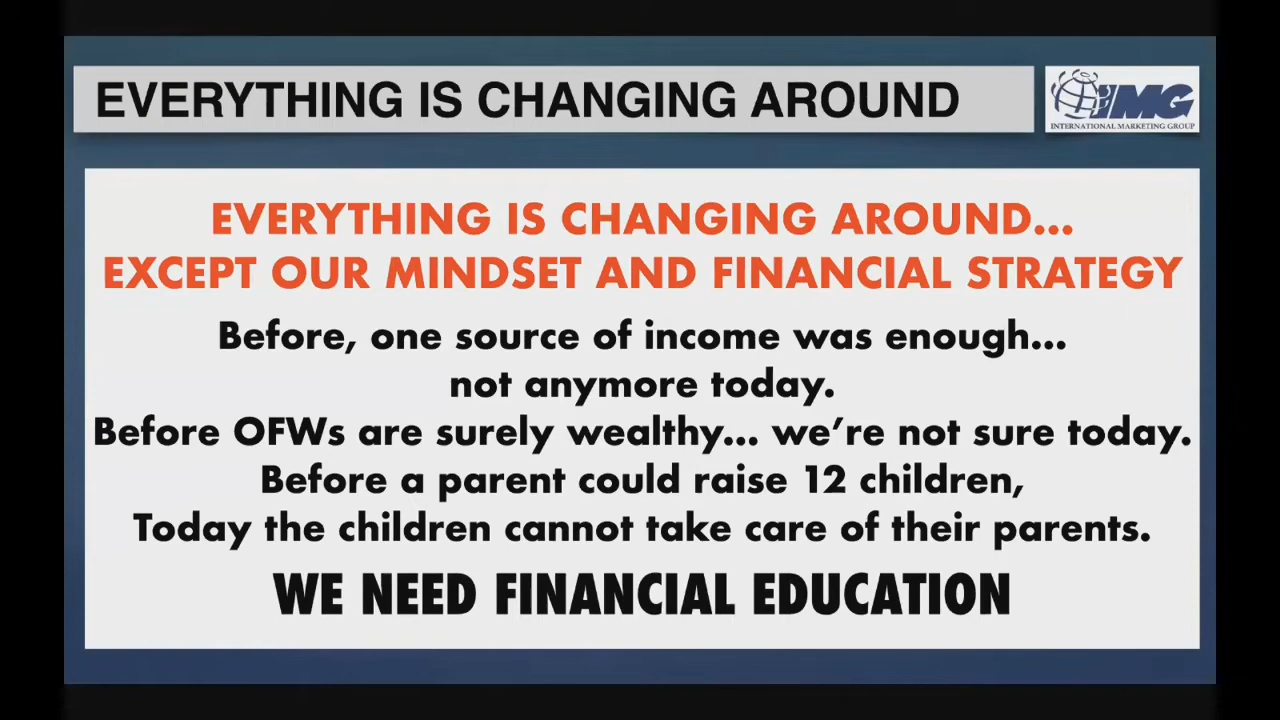 EVERYTHING IS CHANGING AROUND
IMG
INTERNATIONAL MARKETING GROUP
EVERYTHING IS CHANGING AROUND...
EXCEPT OUR MINDSET AND FINANCIAL STRATEGY
Before, one source of income was enough...
not anymore today.
Before OFWs are surely wealthy... we're not sure today.
Before a parent could raise 12 children,
Today the children cannot take care of their parents.
WE NEED FINANCIAL EDUCATION